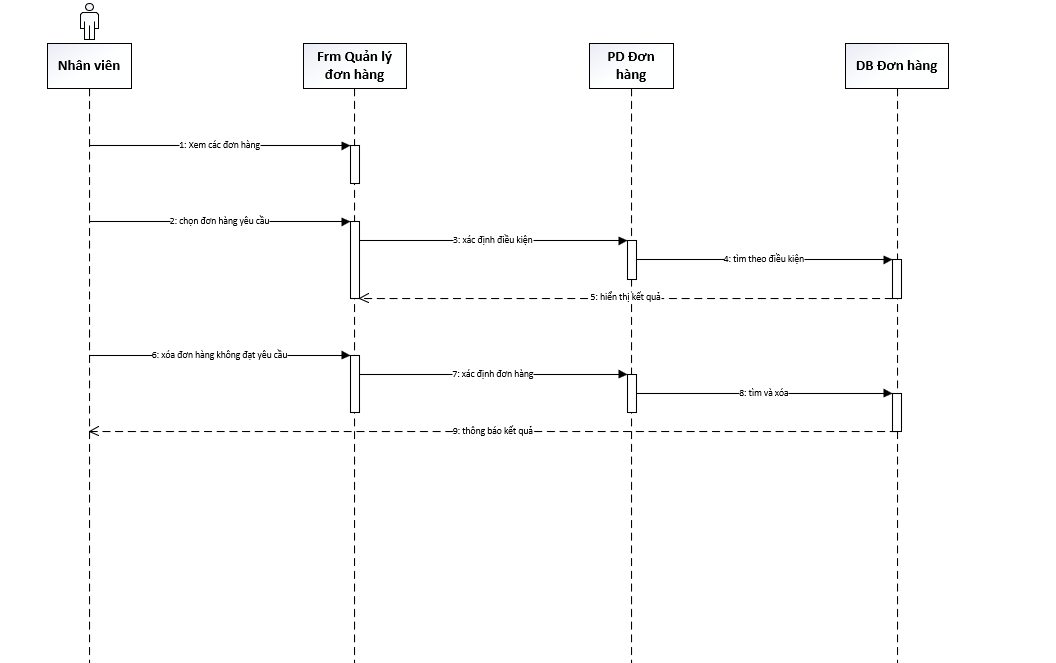 Nhân viên
Frm Quản lý
đơn hàng
PD Đơn
hàng
DB Đơn hàng
1: Xem các đơn hàng
2: chọn đơn hàng yêu cầu
3: xác định điều kiện
4: tìm theo điều kiện
5: hiển thị kết quả
6: xóa đơn hàng không đạt yêu cầu
7: xác định đơn hàng
8: tìm và xóa
9: thông báo kết quả